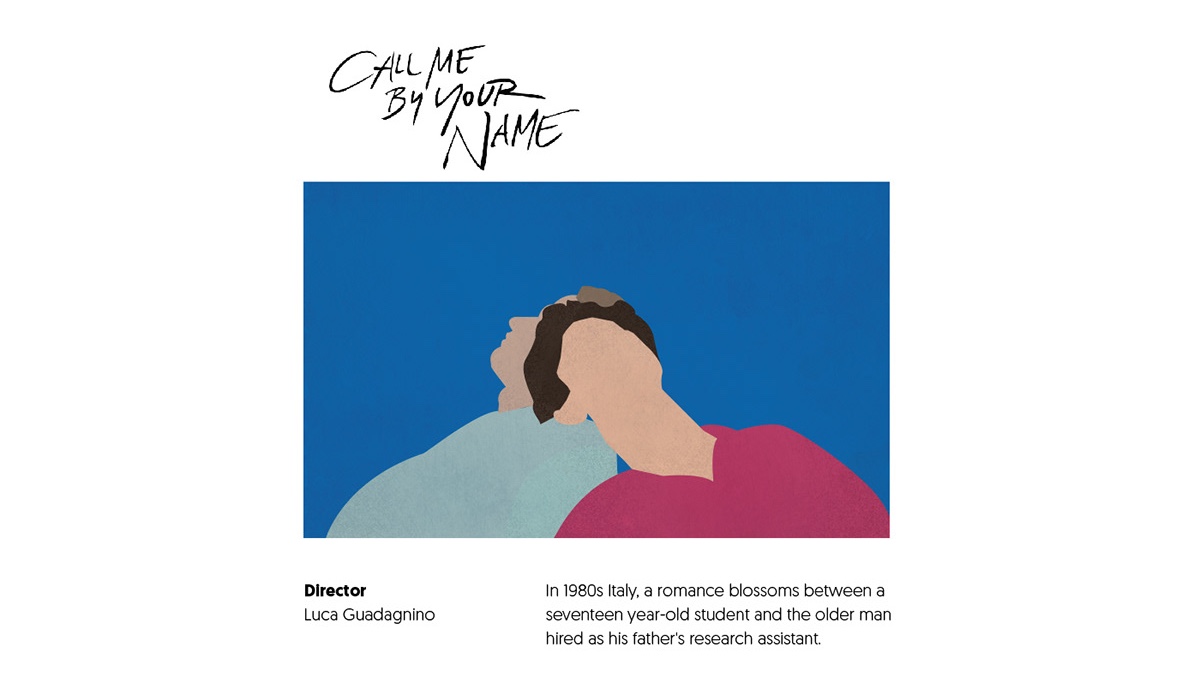 CALL ME
BY YOUR
NAME
Director
Luca Guadagnino
In 1980s Italy, a romance blossoms between a
seventeen year-old student and the older man
hired as his father's research assistant.